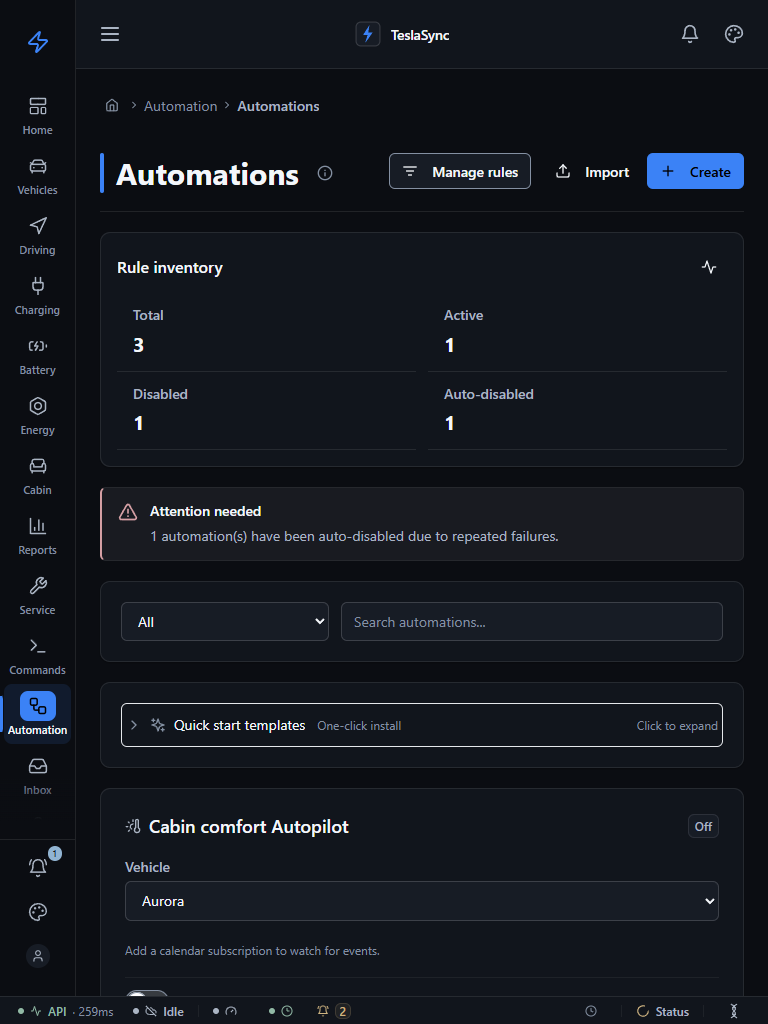 TeslaSync
Home
Vehicles
Driving
Charging
Battery
Energy
Cabin
Reports
Service
Commands
Automation
Inbox
1
Automation
Automations
Automations
Manage rules
Import
Create
Rule inventory
Total
3
Active
1
Disabled
1
Auto-disabled
1
Attention needed
1 automation(s) have been auto-disabled due to repeated failures.
All
Search automations...
Quick start templates One-click install Click to expand
Cabin comfort Autopilot
Off
Vehicle
Aurora
Add a calendar subscription to watch for events.
API · 259ms Idle 2 Status